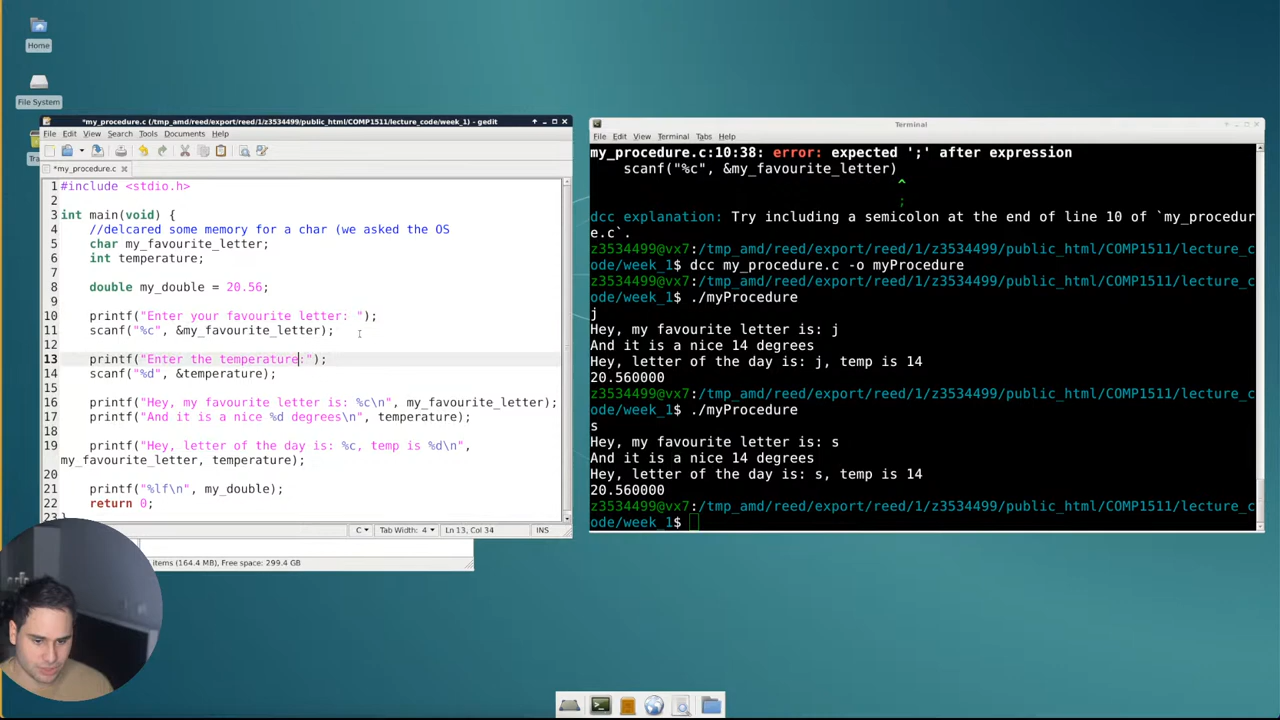 Home
File System
Tra
*my_procedure.c (/tmp_amd/reed/export/reed/1/z3534499/public_html/COMP1511/lecture_code/week_1) - gedit
File Edit View Search Tools Documents Help
*my_procedure.c
1 #include <stdio.h>
2
3 int main(void) {
4 //delcared some memory for a char (we asked the OS
5 char my_favourite_letter;
6 int temperature;
7
8 double my_double = 20.56;
9
10 printf("Enter your favourite letter: ");
11 scanf("%c", &my_favourite_letter);
12
13 printf("Enter the temperature:");
14 scanf("%d", &temperature);
15
16 printf("Hey, my favourite letter is: %c\n", my_favourite_letter);
17 printf("And it is a nice %d degrees\n", temperature);
18
19 printf("Hey, letter of the day is: %c, temp is %d\n",
my_favourite_letter, temperature);
20
21 printf("%lf\n", my_double);
22 return 0;
23 }
C Tab Width: 4 Ln 13, Col 34 INS
items (164.4 MB), Free space: 299.4 GB
Terminal
File Edit View Terminal Tabs Help
my_procedure.c:10:38: error: expected ';' after expression
scanf("%c", &my_favourite_letter)
^
;
dcc explanation: Try including a semicolon at the end of line 10 of `my_procedur
e.c`.
z3534499@vx7:/tmp_amd/reed/export/reed/1/z3534499/public_html/COMP1511/lecture_c
ode/week_1$ dcc my_procedure.c -o myProcedure
z3534499@vx7:/tmp_amd/reed/export/reed/1/z3534499/public_html/COMP1511/lecture_c
ode/week_1$ ./myProcedure
j
Hey, my favourite letter is: j
And it is a nice 14 degrees
Hey, letter of the day is: j, temp is 14
20.560000
z3534499@vx7:/tmp_amd/reed/export/reed/1/z3534499/public_html/COMP1511/lecture_c
ode/week_1$ ./myProcedure
s
Hey, my favourite letter is: s
And it is a nice 14 degrees
Hey, letter of the day is: s, temp is 14
20.560000
z3534499@vx7:/tmp_amd/reed/export/reed/1/z3534499/public_html/COMP1511/lecture_c
ode/week_1$